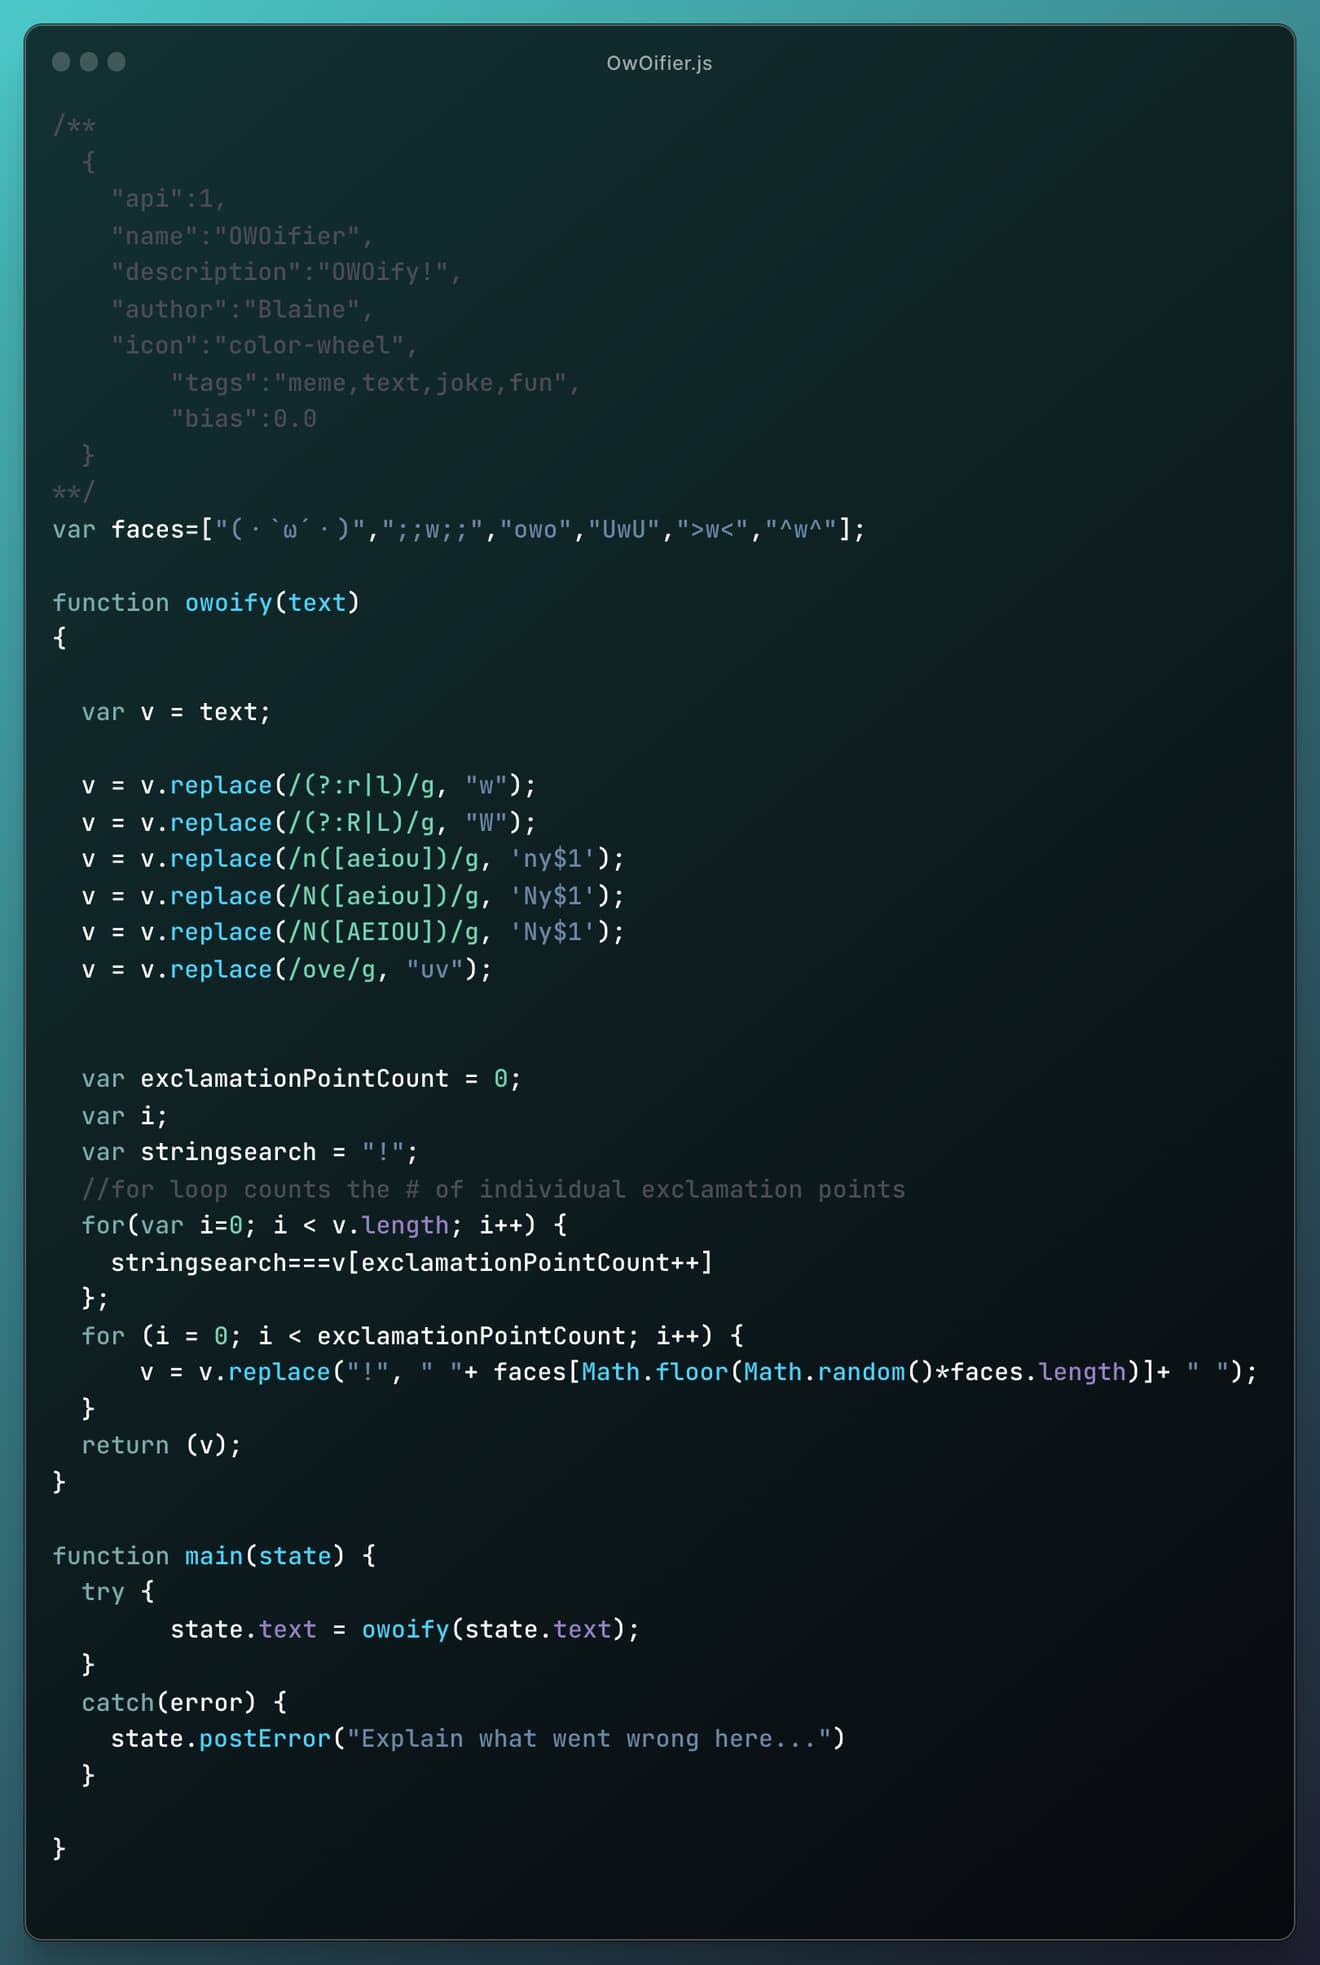 OwOifier.js
/**
  {
    "api":1,
    "name":"OWOifier",
    "description":"OWOify!",
    "author":"Blaine",
    "icon":"color-wheel",
        "tags":"meme,text,joke,fun",
        "bias":0.0
  }
**/
var faces=["(・`ω´・)",";;w;;","owo","UwU",">w<","^w^"];

function owoify(text)
{

  var v = text;

  v = v.replace(/(?:r|l)/g, "w");
  v = v.replace(/(?:R|L)/g, "W");
  v = v.replace(/n([aeiou])/g, 'ny$1');
  v = v.replace(/N([aeiou])/g, 'Ny$1');
  v = v.replace(/N([AEIOU])/g, 'Ny$1');
  v = v.replace(/ove/g, "uv");


  var exclamationPointCount = 0;
  var i;
  var stringsearch = "!";
  //for loop counts the # of individual exclamation points
  for(var i=0; i < v.length; i++) {
    stringsearch===v[exclamationPointCount++]
  };
  for (i = 0; i < exclamationPointCount; i++) {
      v = v.replace("!", " "+ faces[Math.floor(Math.random()*faces.length)]+ " ");
  }
  return (v);
}

function main(state) {
  try {
        state.text = owoify(state.text);
  }
  catch(error) {
    state.postError("Explain what went wrong here...")
  }

}